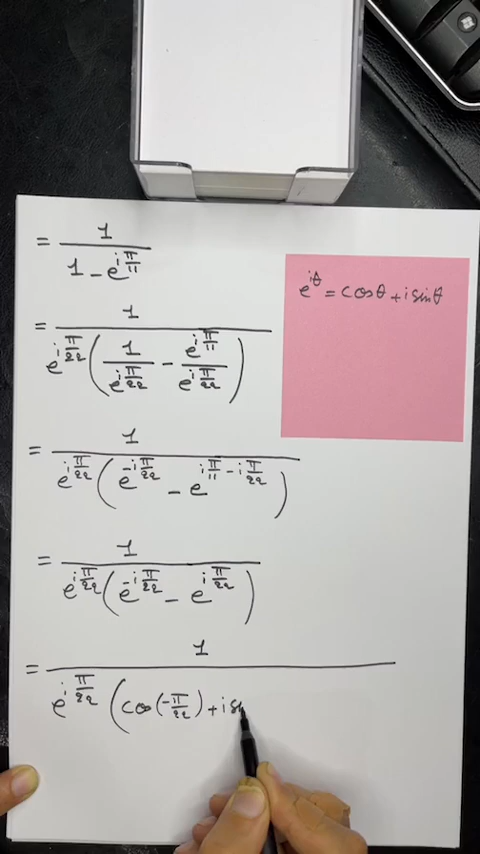 = 1/(1 - e^(iπ/11))
e^(iθ) = cosθ + i sinθ
= 1/(e^(iπ/22) (1/e^(iπ/22) - e^(iπ/11)/e^(iπ/22)))
= 1/(e^(iπ/22) (e^(-iπ/22) - e^(iπ/11 - iπ/22)))
= 1/(e^(iπ/22) (e^(-iπ/22) - e^(iπ/22)))
= 1/(e^(iπ/22) (cos(-π/22) + i si